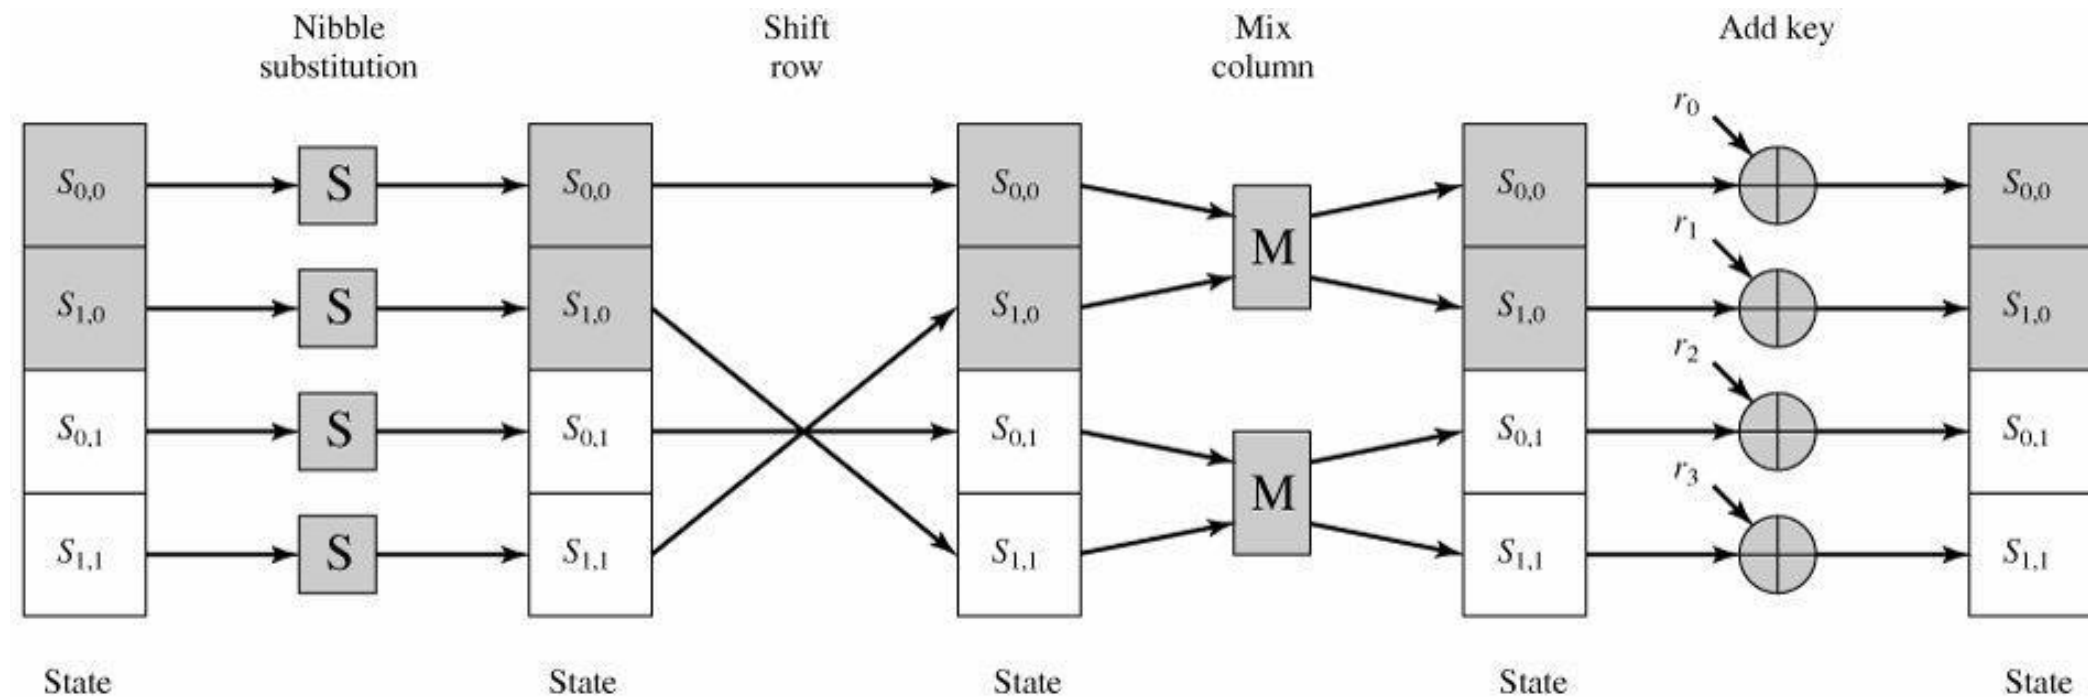 Nibble
substitution
Shift
row
Mix
column
Add key
r0
S0,0 S S0,0 S0,0 S0,0 S0,0
M
r1
S1,0 S S1,0 S1,0 S1,0 S1,0
r2
S0,1 S S0,1 S0,1 S0,1 S0,1
M
r3
S1,1 S S1,1 S1,1 S1,1 S1,1
State State State State State